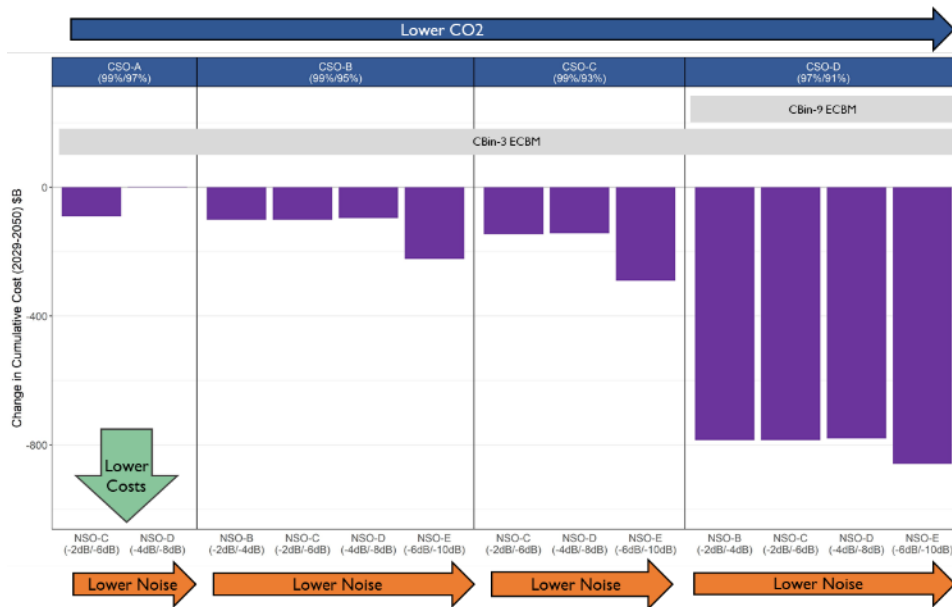 Lower CO2
CSO-A
(99%/97%)
CSO-B
(99%/95%)
CSO-C
(99%/93%)
CSO-D
(97%/91%)
CBin-9 ECBM
CBin-3 ECBM
Change in Cumulative Cost (2029-2050) $B
0
-400
-800
Lower
Costs
NSO-C
(-2dB/-6dB)
NSO-D
(-4dB/-8dB)
NSO-B
(-2dB/-4dB)
NSO-C
(-2dB/-6dB)
NSO-D
(-4dB/-8dB)
NSO-E
(-6dB/-10dB)
NSO-C
(-2dB/-6dB)
NSO-D
(-4dB/-8dB)
NSO-E
(-6dB/-10dB)
NSO-B
(-2dB/-4dB)
NSO-C
(-2dB/-6dB)
NSO-D
(-4dB/-8dB)
NSO-E
(-6dB/-10dB)
Lower Noise
Lower Noise
Lower Noise
Lower Noise